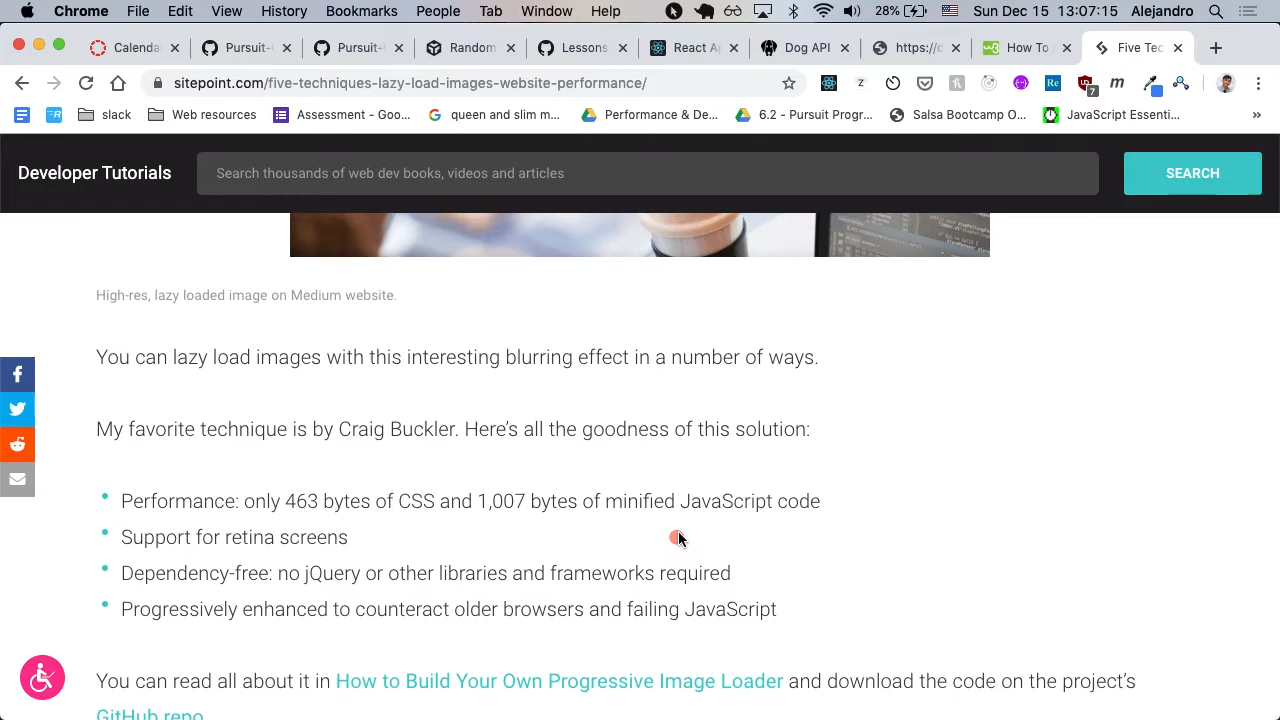 Chrome File Edit View History Bookmarks People Tab Window Help 28% Sun Dec 15 13:07:15 Alejandro
Calenda Pursuit- Pursuit- Random Lessons React A API https:// How To Five Tec
sitepoint.com/five-techniques-lazy-load-images-website-performance/
slack Web resources Assessment - Goo... queen and slim m... Performance & De... 6.2 - Pursuit Progr... Salsa Bootcamp O... JavaScript Essenti... »
Developer Tutorials Search thousands of web dev books, videos and articles SEARCH
High-res, lazy loaded image on Medium website.
You can lazy load images with this interesting blurring effect in a number of ways.
My favorite technique is by Craig Buckler. Here’s all the goodness of this solution:
• Performance: only 463 bytes of CSS and 1,007 bytes of minified JavaScript code
• Support for retina screens
• Dependency-free: no jQuery or other libraries and frameworks required
• Progressively enhanced to counteract older browsers and failing JavaScript
You can read all about it in How to Build Your Own Progressive Image Loader and download the code on the project’s
GitHub repo